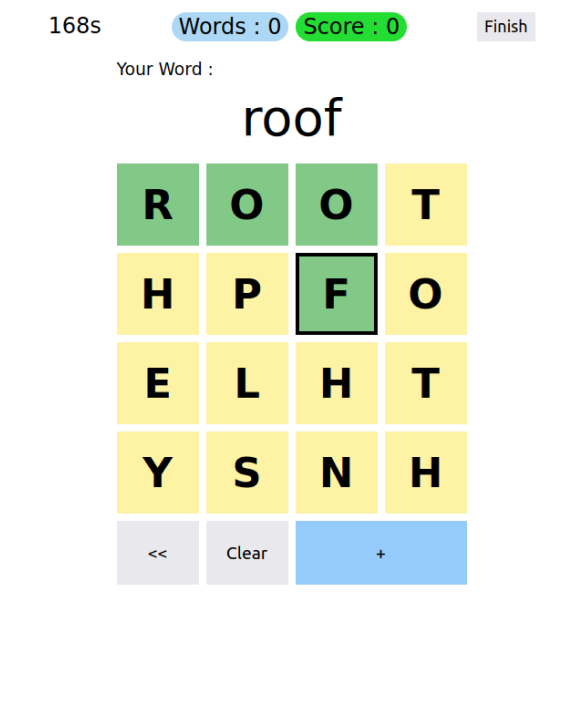 168s Words : 0 Score : 0 Finish
Your Word :
roof
R O O T
H P F O
E L H T
Y S N H
<< Clear +